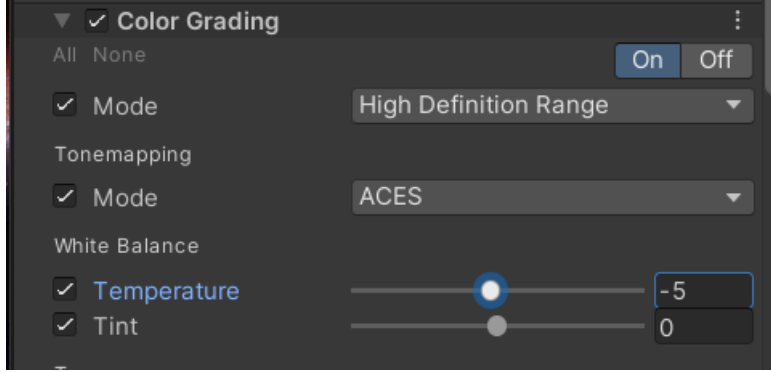 Color Grading
All None
On Off
Mode High Definition Range
Tonemapping
Mode ACES
White Balance
Temperature -5
Tint 0